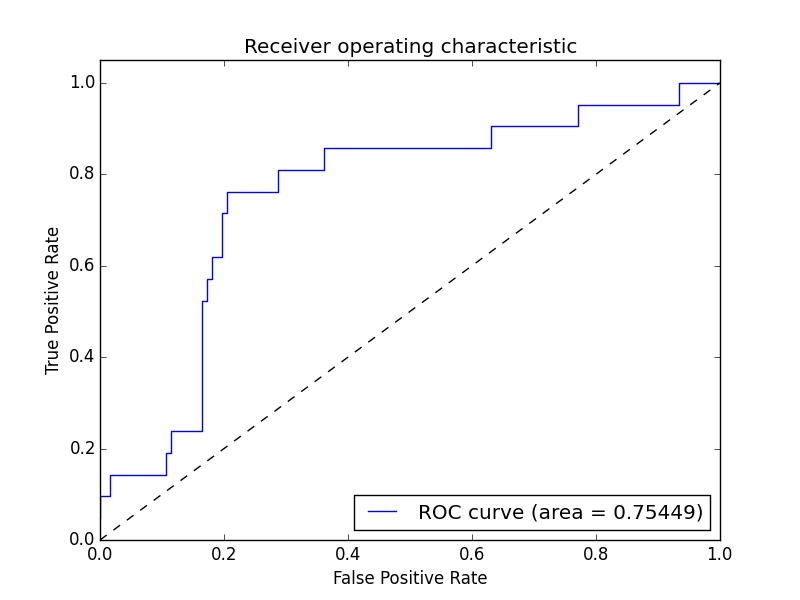 Receiver operating characteristic
1.0
0.8
0.6
0.4
0.2
0.0
True Positive Rate
ROC curve (area = 0.75449)
0.0 0.2 0.4 0.6 0.8 1.0
False Positive Rate